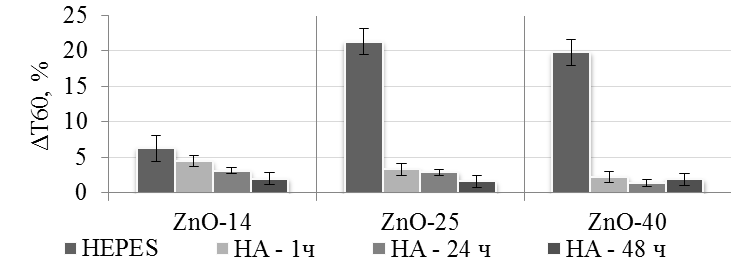 25
20
15
10
5
0
ΔT60, %
ZnO-14 ZnO-25 ZnO-40
HEPES HA - 1ч HA - 24 ч HA - 48 ч